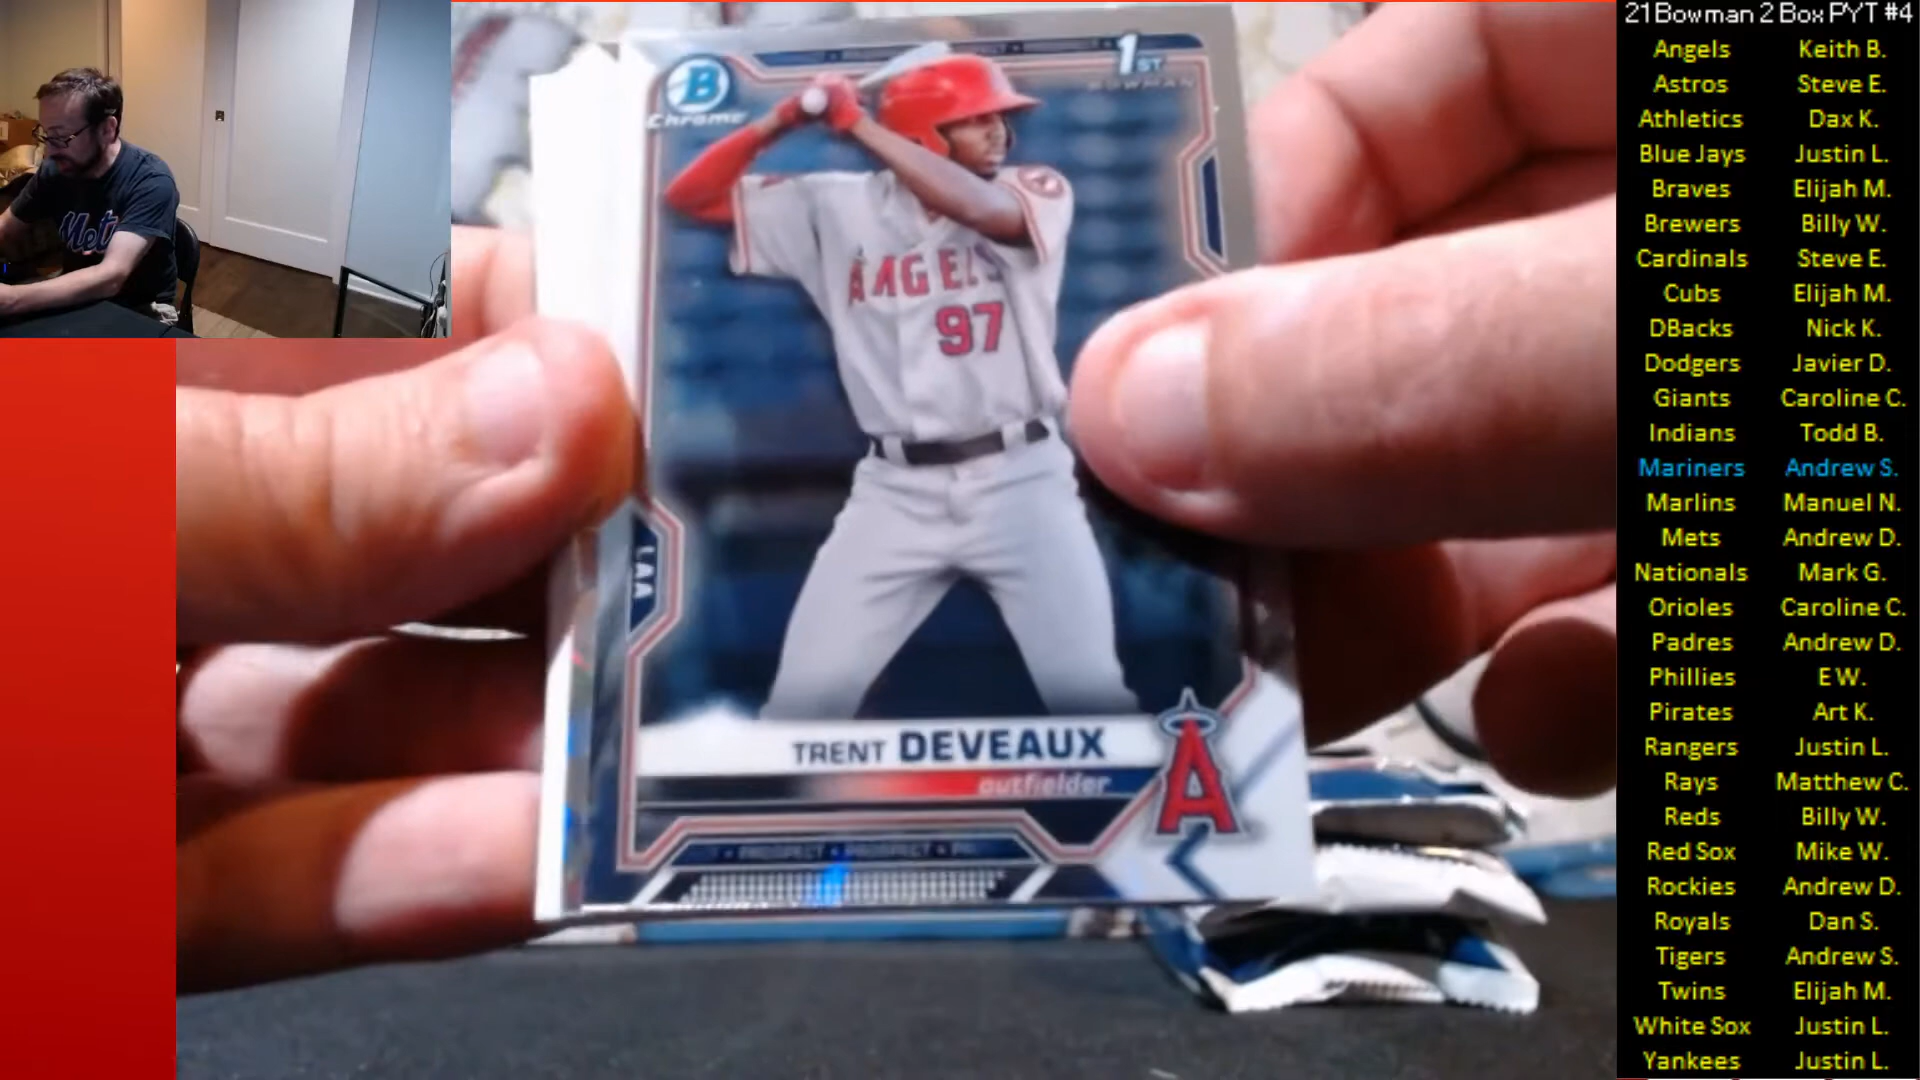 Mets
B
Chrome
1ST
BOWMAN
ANGELS
97
LAA
TRENT DEVEAUX
outfielder
A
PROSPECT • PROSPECT
21 Bowman 2 Box PYT #4
Angels Keith B.
Astros Steve E.
Athletics Dax K.
Blue Jays Justin L.
Braves Elijah M.
Brewers Billy W.
Cardinals Steve E.
Cubs Elijah M.
DBacks Nick K.
Dodgers Javier D.
Giants Caroline C.
Indians Todd B.
Mariners Andrew S.
Marlins Manuel N.
Mets Andrew D.
Nationals Mark G.
Orioles Caroline C.
Padres Andrew D.
Phillies E W.
Pirates Art K.
Rangers Justin L.
Rays Matthew C.
Reds Billy W.
Red Sox Mike W.
Rockies Andrew D.
Royals Dan S.
Tigers Andrew S.
Twins Elijah M.
White Sox Justin L.
Yankees Justin L.